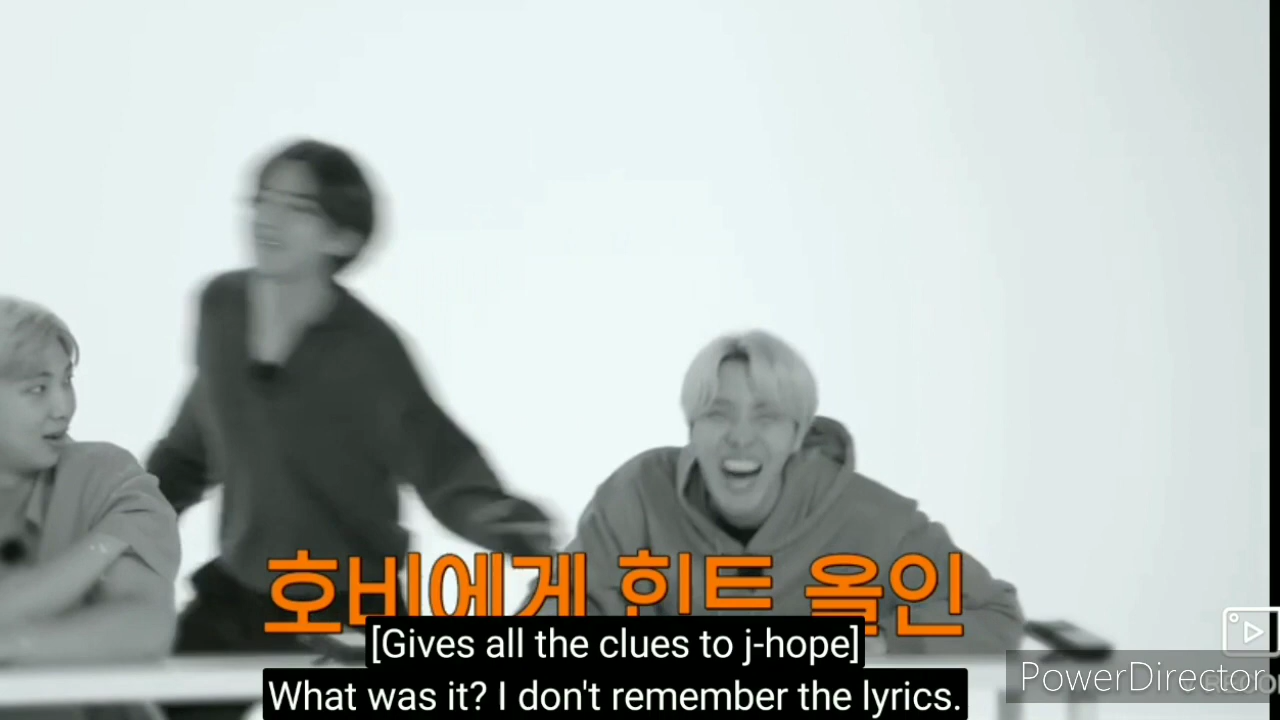 호비에게 힌트 올인
[Gives all the clues to j-hope]
What was it? I don't remember the lyrics.
PowerDirector